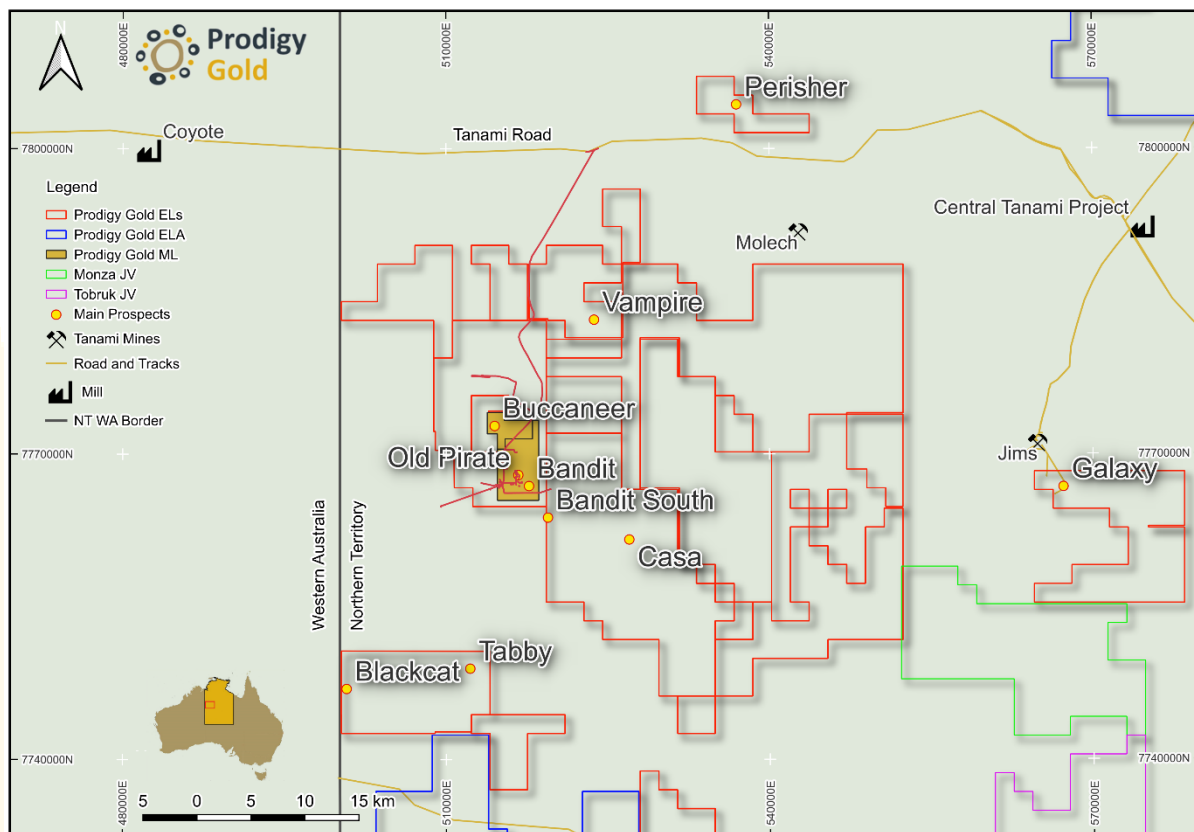 N
480000E
510000E
540000E
570000E
Prodigy
Gold
Perisher
Coyote
Tanami Road
7800000N
7800000N
Legend
Prodigy Gold ELs
Prodigy Gold ELA
Prodigy Gold ML
Monza JV
Tobruk JV
Main Prospects
Tanami Mines
Road and Tracks
Mill
NT WA Border
Central Tanami Project
Molech
Vampire
Buccaneer
Old Pirate
Bandit
Bandit South
Casa
Jims
Galaxy
7770000N
7770000N
Western Australia
Northern Territory
Tabby
Blackcat
7740000N
7740000N
5 0 5 10 15 km
480000E
510000E
540000E
570000E